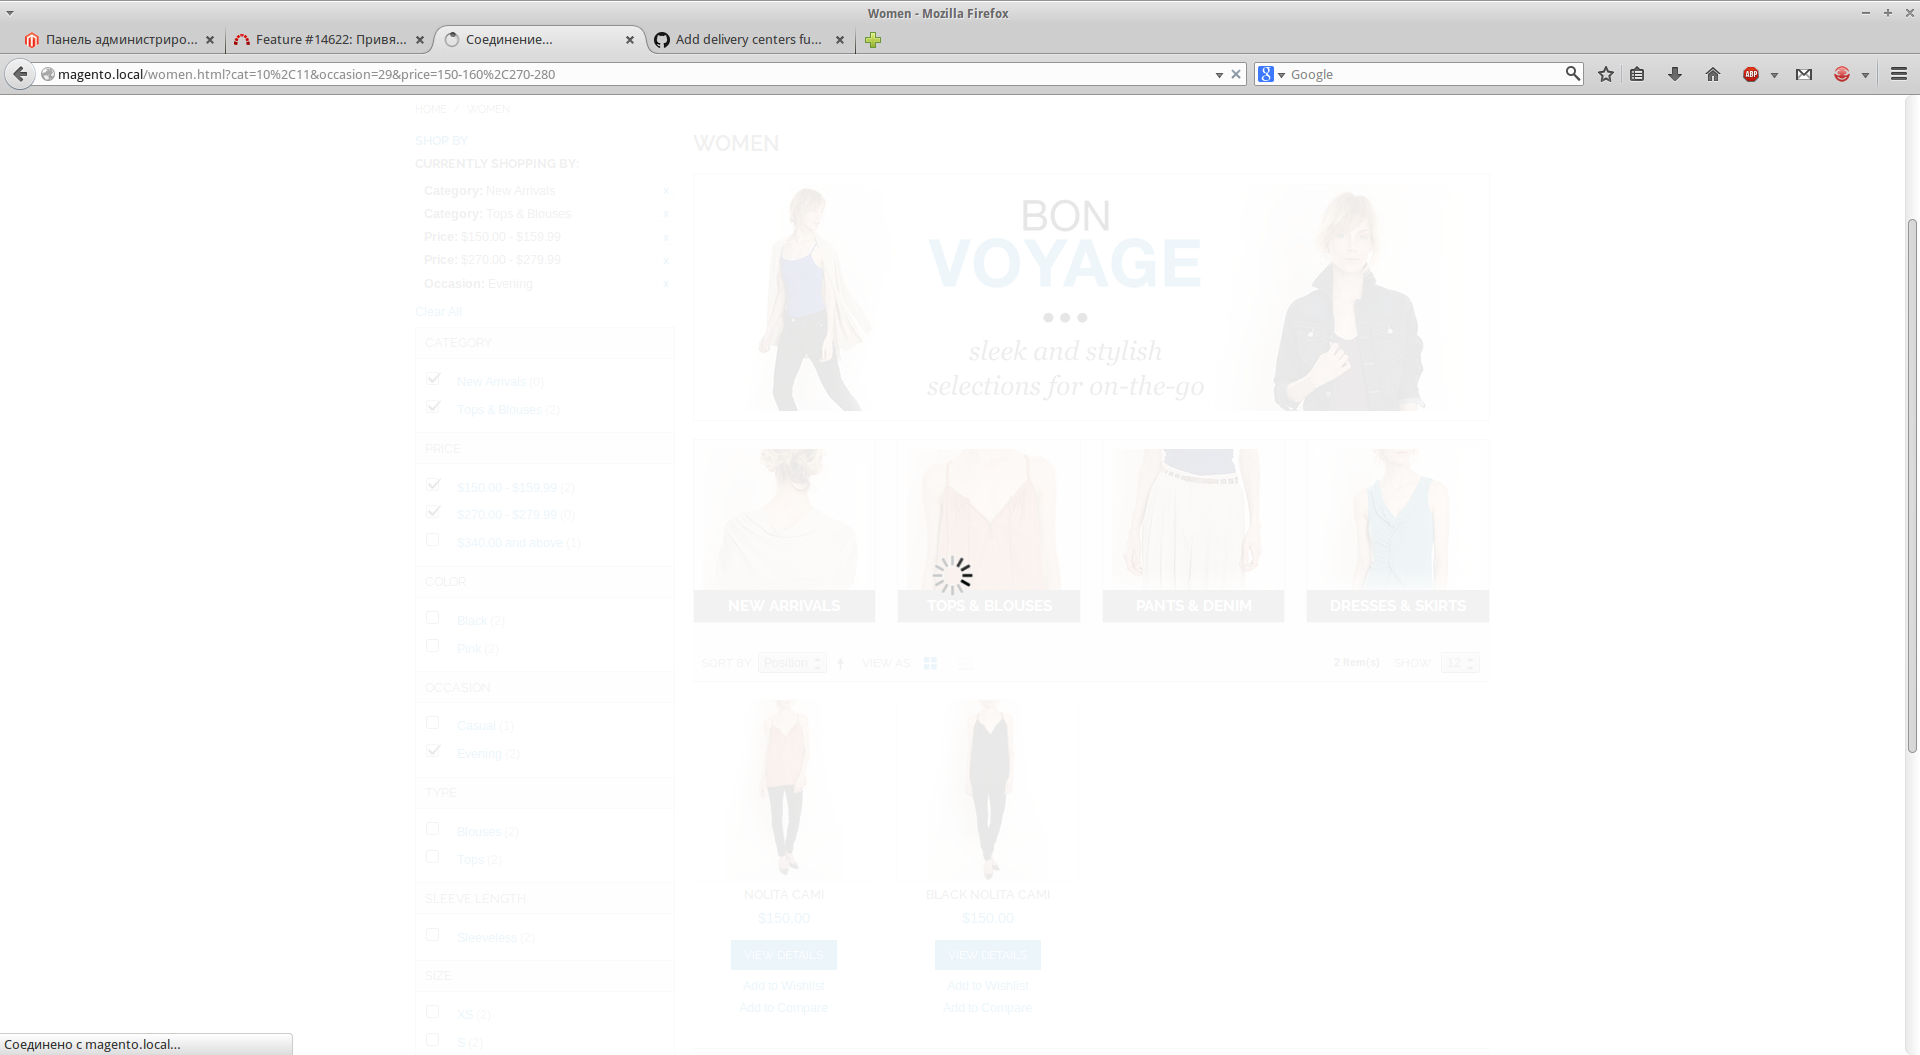 Women - Mozilla Firefox
Панель администриро...
Feature #14622: Привя...
Соединение...
Add delivery centers fu...
magento.local/women.html?cat=10%2C11&occasion=29&price=150-160%2C270-280
Google
ABP
HOME / WOMEN
SHOP BY
CURRENTLY SHOPPING BY:
Category: New Arrivals x
Category: Tops & Blouses x
Price: $150.00 - $159.99 x
Price: $270.00 - $279.99 x
Occasion: Evening x
Clear All
CATEGORY
New Arrivals (0)
Tops & Blouses (2)
PRICE
$150.00 - $159.99 (2)
$270.00 - $279.99 (0)
$340.00 and above (1)
COLOR
Black (2)
Pink (2)
OCCASION
Casual (1)
Evening (2)
TYPE
Blouses (2)
Tops (2)
SLEEVE LENGTH
Sleeveless (2)
SIZE
XS (2)
S (2)
WOMEN
BON
VOYAGE
sleek and stylish
selections for on-the-go
NEW ARRIVALS
TOPS & BLOUSES
PANTS & DENIM
DRESSES & SKIRTS
SORT BY Position VIEW AS: 2 Item(s) SHOW 12
NOLITA CAMI
$150.00
VIEW DETAILS
Add to Wishlist
Add to Compare
BLACK NOLITA CAMI
$150.00
VIEW DETAILS
Add to Wishlist
Add to Compare
Соединено с magento.local...